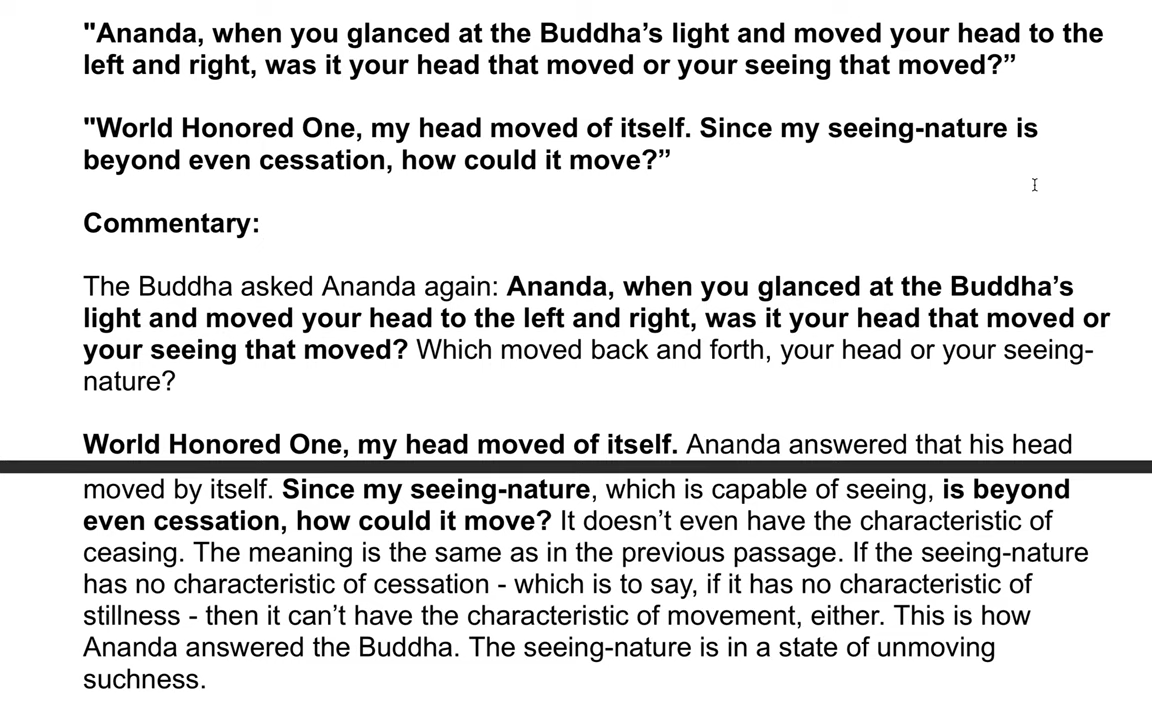 "Ananda, when you glanced at the Buddha’s light and moved your head to the
left and right, was it your head that moved or your seeing that moved?”
"World Honored One, my head moved of itself. Since my seeing-nature is
beyond even cessation, how could it move?”
Commentary:
The Buddha asked Ananda again: Ananda, when you glanced at the Buddha’s
light and moved your head to the left and right, was it your head that moved or
your seeing that moved? Which moved back and forth, your head or your seeing-
nature?
World Honored One, my head moved of itself. Ananda answered that his head
moved by itself. Since my seeing-nature, which is capable of seeing, is beyond
even cessation, how could it move? It doesn’t even have the characteristic of
ceasing. The meaning is the same as in the previous passage. If the seeing-nature
has no characteristic of cessation - which is to say, if it has no characteristic of
stillness - then it can’t have the characteristic of movement, either. This is how
Ananda answered the Buddha. The seeing-nature is in a state of unmoving
suchness.